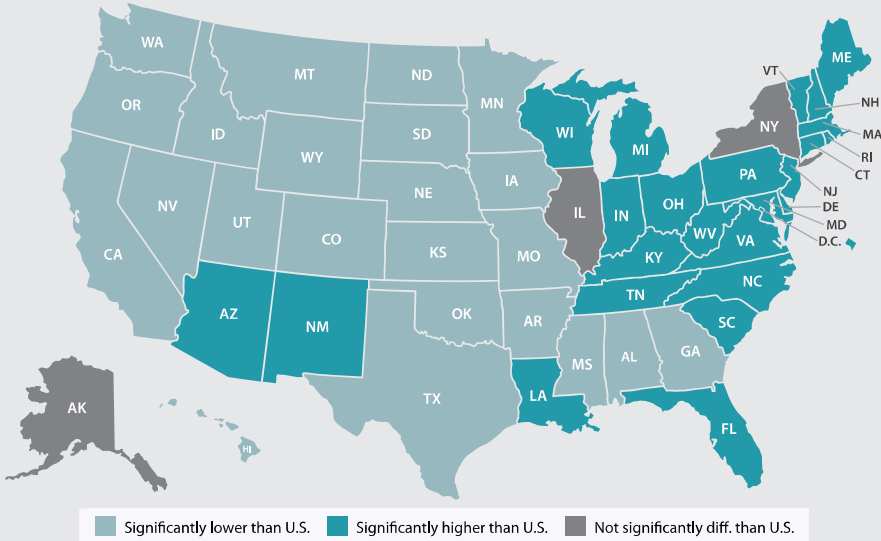 WA
MT
ND
MN
ME
VT
NH
OR
ID
SD
WI
NY
MA
MI
RI
WY
CT
IA
PA
NE
NJ
NV
OH
DE
UT
IL
IN
MD
CO
WV
VA
D.C.
CA
KS
MO
KY
NC
TN
AZ
NM
OK
AR
SC
MS
AL
GA
TX
LA
AK
FL
HI
Significantly lower than U.S.
Significantly higher than U.S.
Not significantly diff. than U.S.